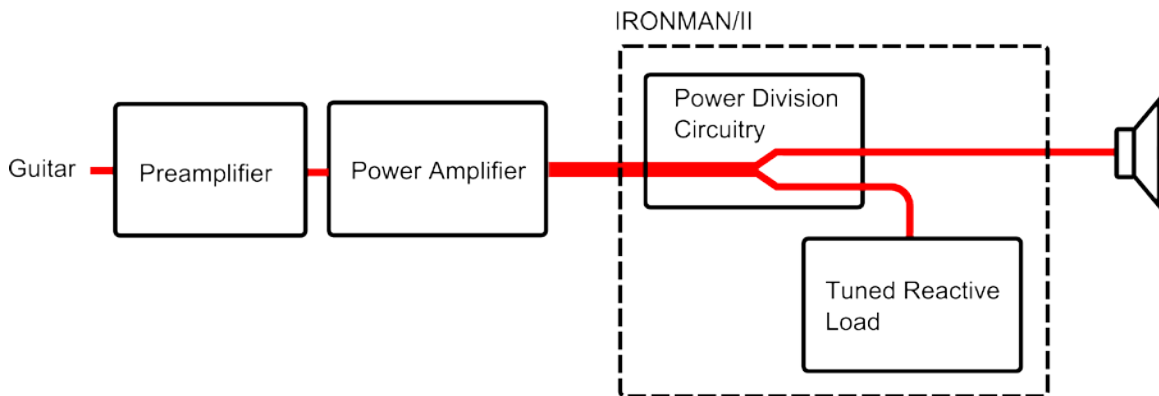 IRONMAN/II
Power Division
Circuitry
Guitar
Preamplifier
Power Amplifier
Tuned Reactive
Load